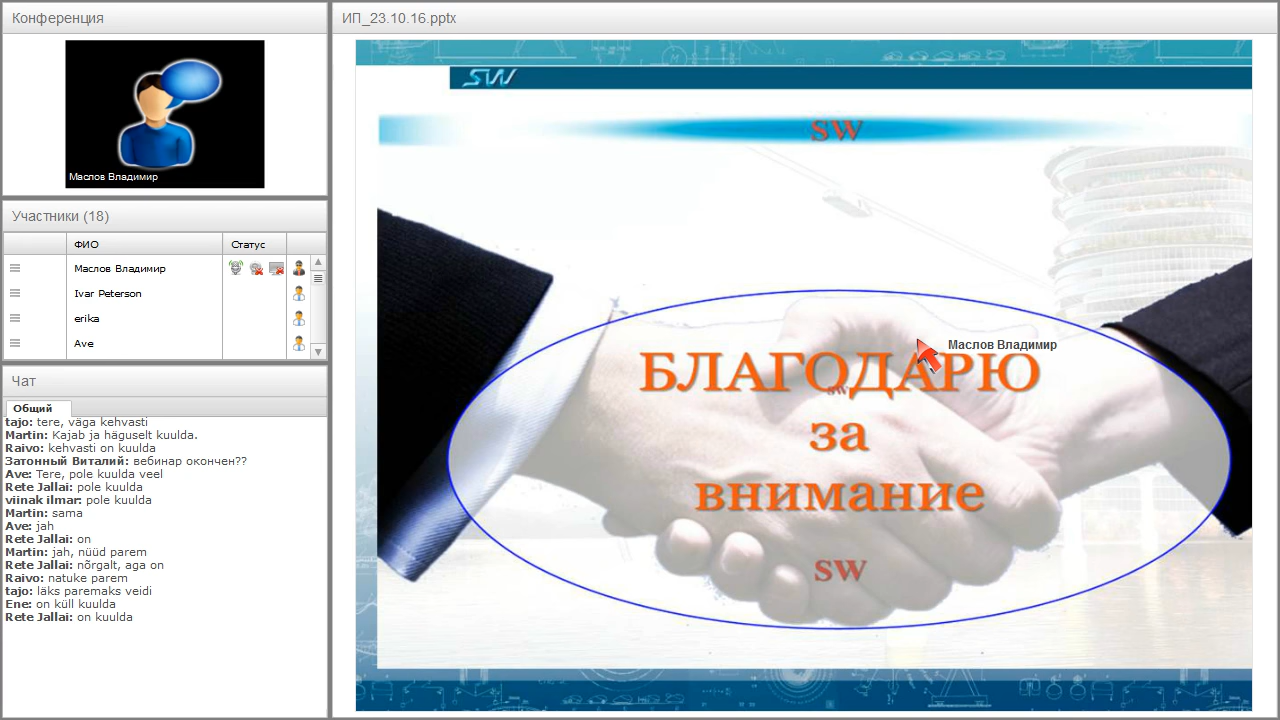 Конференция
Маслов Владимир
Участники (18)
ФИО Статус
Маслов Владимир
Ivar Peterson
erika
Ave
Чат
Общий
tajo: tere, väga kehvasti
Martin: Kajab ja hajuselt kuulda.
Raivo: kehvasti on kuulda
Затонный Виталий: вебинар окончен??
Ave: Tere, pole kuulda veel
Rete Jallai: pole kuulda
viinak ilmar: pole kuulda
Martin: sama
Ave: jah
Rete Jallai: on
Martin: jah, nüüd parem
Rete Jallai: natuke kaja on
Raivo: natuke parem
tajo: läks paremaks veidi
Ene: on küll kuulda
Rete Jallai: on kuulda
ИП_23.10.16.pptx
SW
SW
Маслов Владимир
БЛАГОДАРЮ
sw
за
внимание
SW